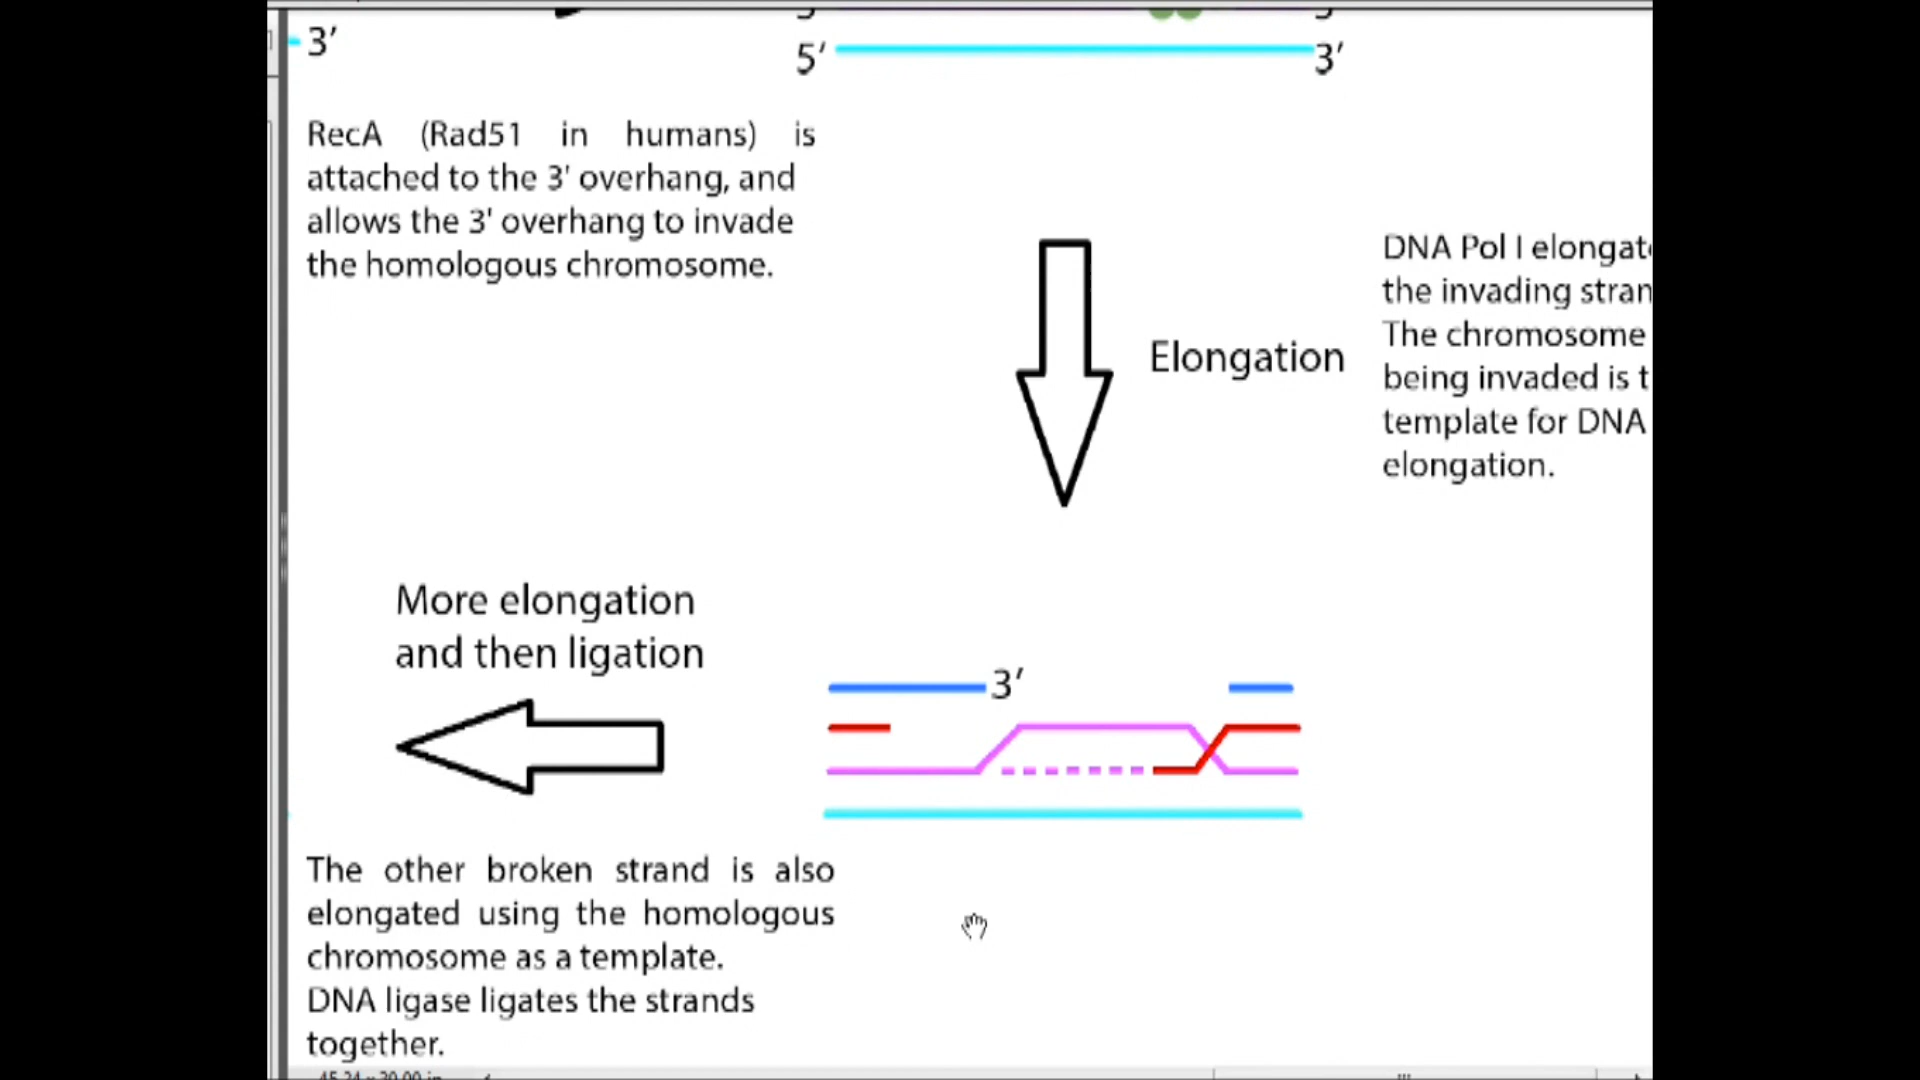 3′
5′
3′
RecA (Rad51 in humans) is
attached to the 3' overhang, and
allows the 3' overhang to invade
the homologous chromosome.
DNA Pol I elongat
the invading stran
The chromosome
being invaded is t
template for DNA
elongation.
Elongation
More elongation
and then ligation
3′
The other broken strand is also
elongated using the homologous
chromosome as a template.
DNA ligase ligates the strands
together.